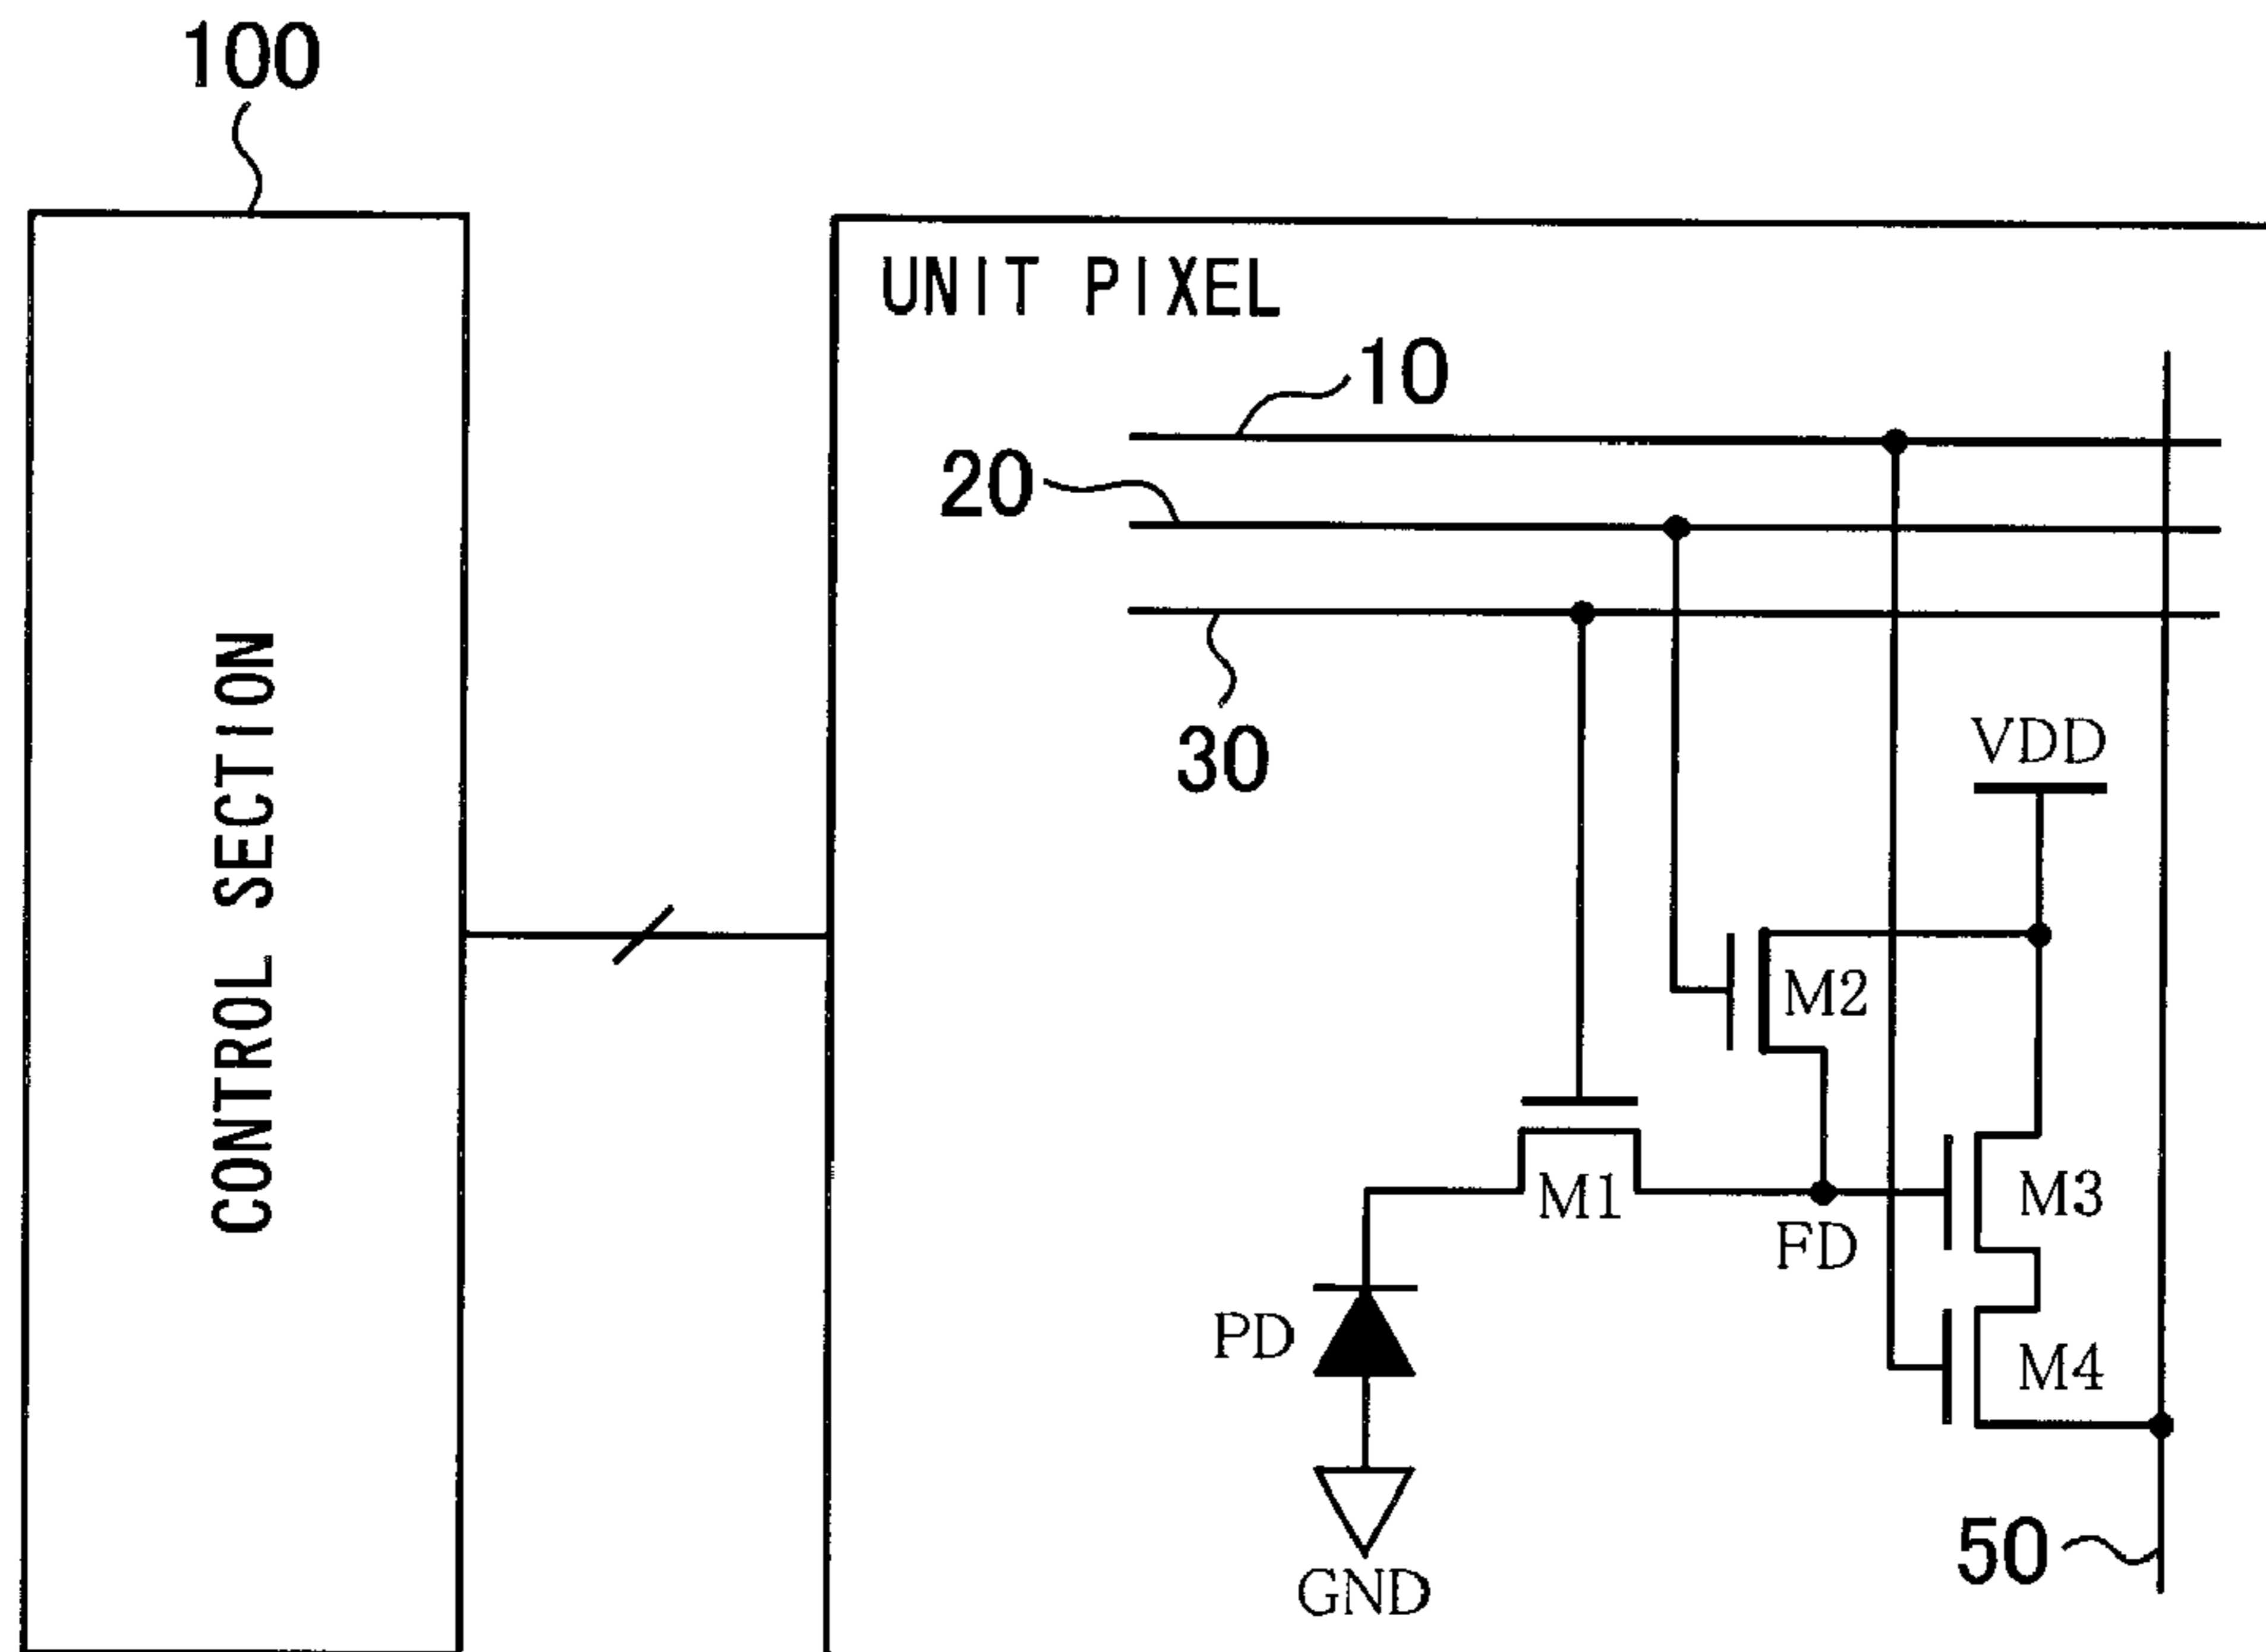 100
UNIT PIXEL
10
20
30
VDD
CONTROL SECTION
M2
M1
M3
FD
PD
M4
50
GND